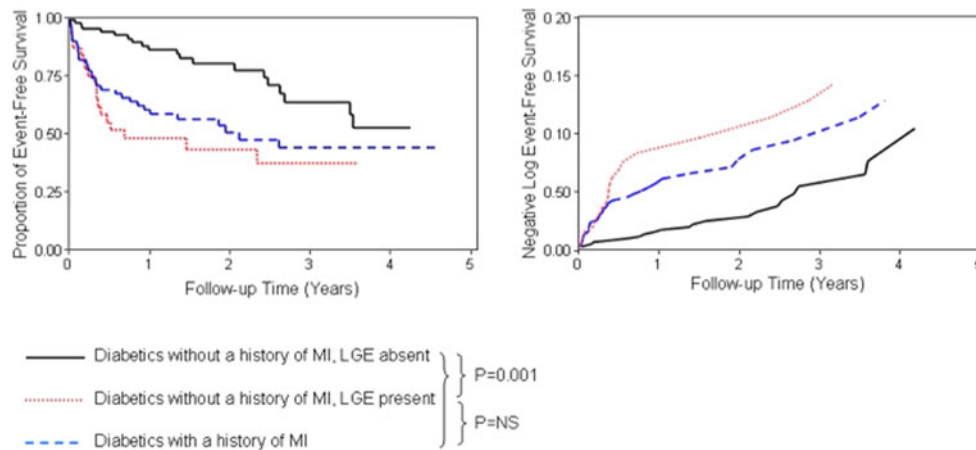 Proportion of Event-Free Survival
1.00
0.75
0.50
0.25
0.00
0 1 2 3 4 5
Follow-up Time (Years)
Negative Log Event-Free Survival
0.20
0.15
0.10
0.50
0.00
0 1 2 3 4 5
Follow-up Time (Years)
Diabetics without a history of MI, LGE absent
Diabetics without a history of MI, LGE present
Diabetics with a history of MI
P=0.001
P=NS